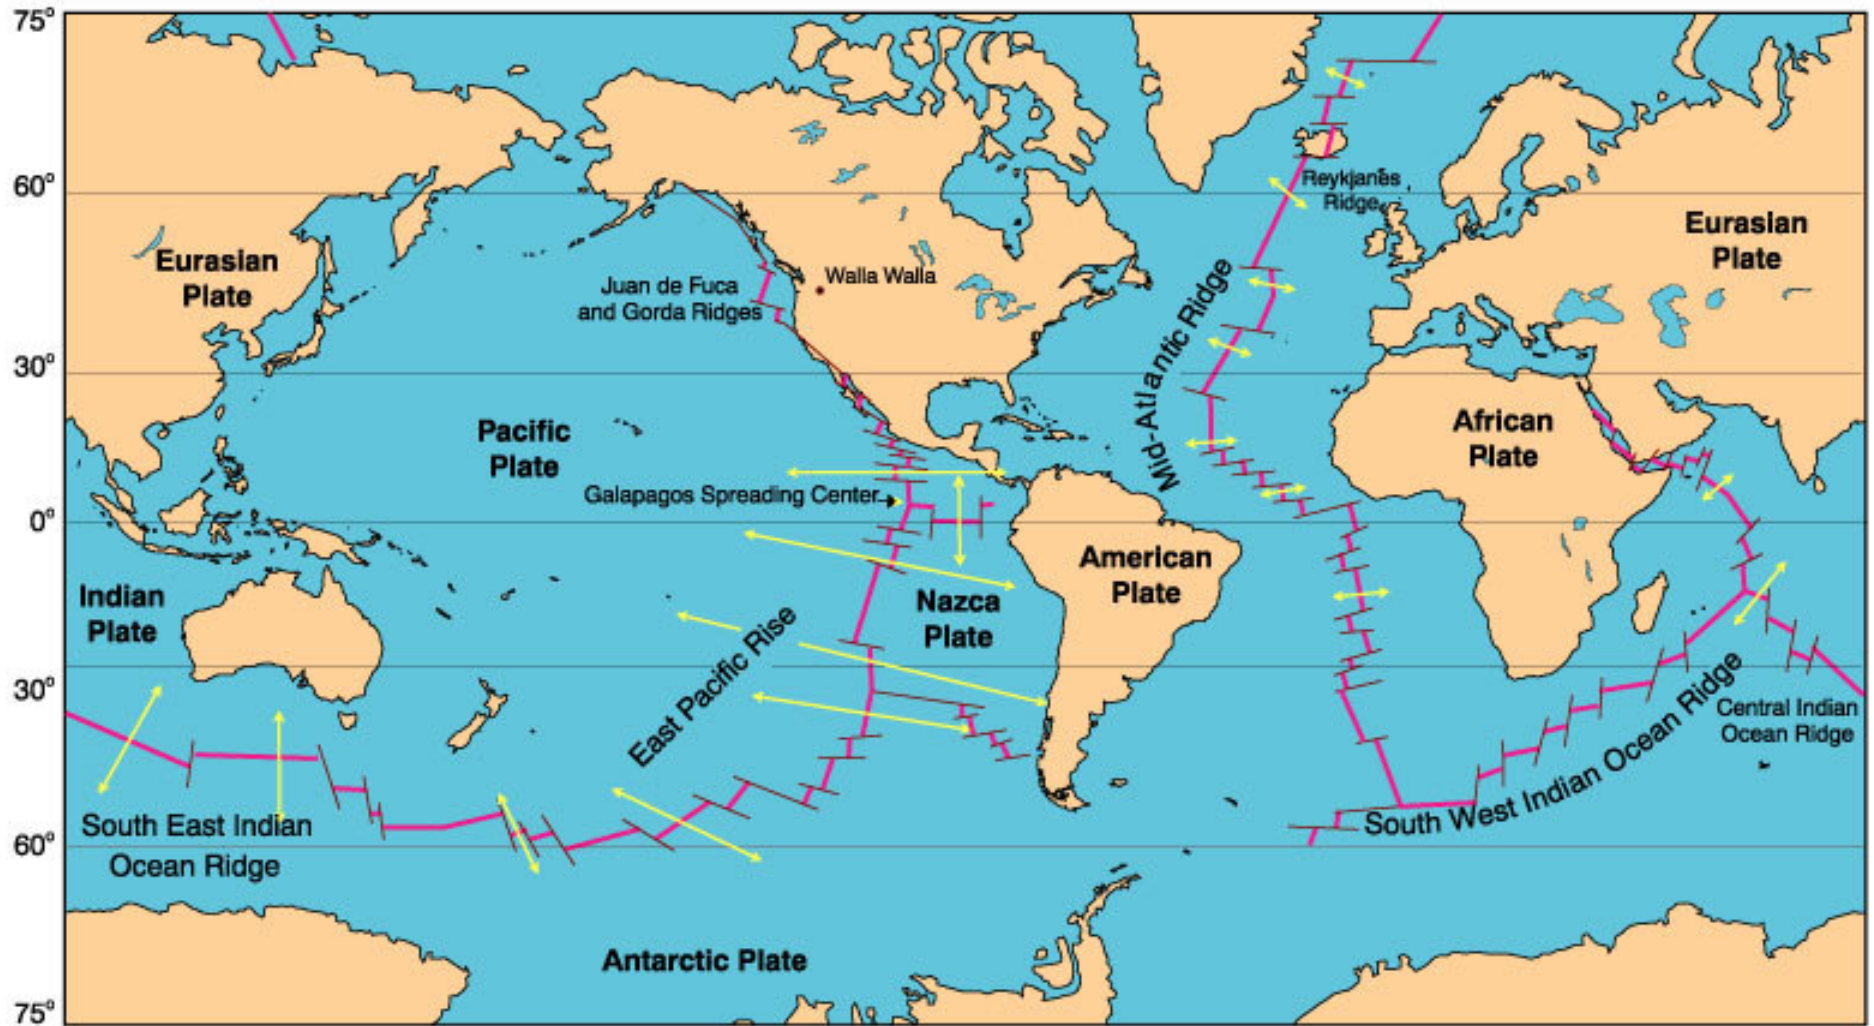 75°
60°
30°
0°
30°
60°
75°
Eurasian
Plate
Juan de Fuca
and Gorda Ridges
Walla Walla
Reykjanes
Ridge
Eurasian
Plate
Mid-Atlantic Ridge
Pacific
Plate
African
Plate
Galapagos Spreading Center
American
Plate
Indian
Plate
Nazca
Plate
East Pacific Rise
Central Indian
Ocean Ridge
South West Indian Ocean Ridge
South East Indian
Ocean Ridge
Antarctic Plate